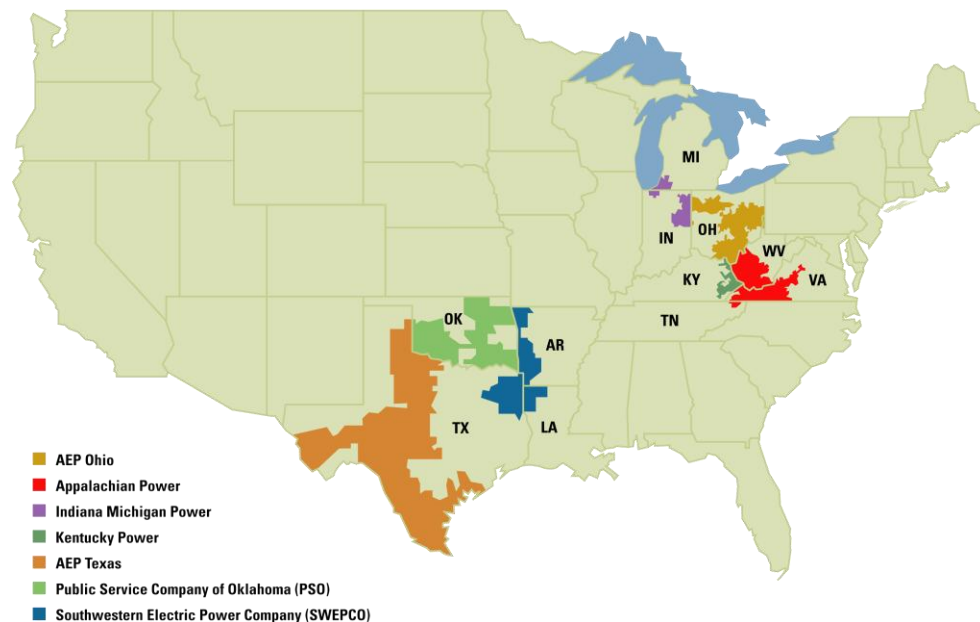 MI
IN
OH
WV
KY
VA
TN
OK
AR
TX
LA
AEP Ohio
Appalachian Power
Indiana Michigan Power
Kentucky Power
AEP Texas
Public Service Company of Oklahoma (PSO)
Southwestern Electric Power Company (SWEPCO)